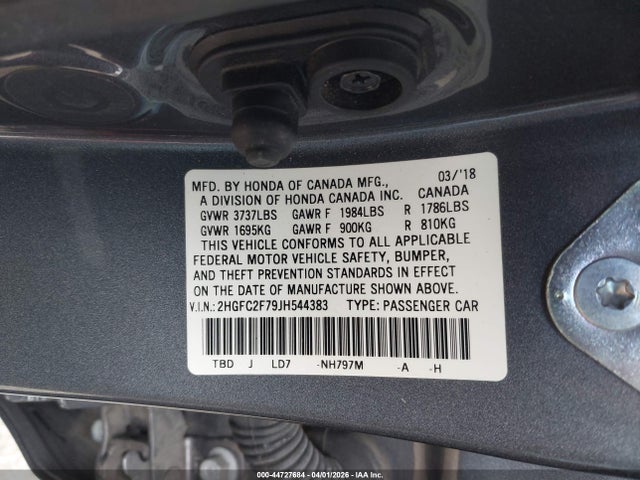 MFD. BY HONDA OF CANADA MFG., 03/'18
A DIVISION OF HONDA CANADA INC. CANADA
GVWR 3737LBS GAWR F 1984LBS R 1786LBS
GVWR 1695KG GAWR F 900KG R 810KG
THIS VEHICLE CONFORMS TO ALL APPLICABLE
FEDERAL MOTOR VEHICLE SAFETY, BUMPER,
AND THEFT PREVENTION STANDARDS IN EFFECT
ON THE DATE OF MANUFACTURE SHOWN ABOVE.
V.I.N.: 2HGFC2F79JH544383 TYPE: PASSENGER CAR
TBD J LD7 -NH797M -A -H
000-44727684 - 04/01/2026 - IAA Inc.